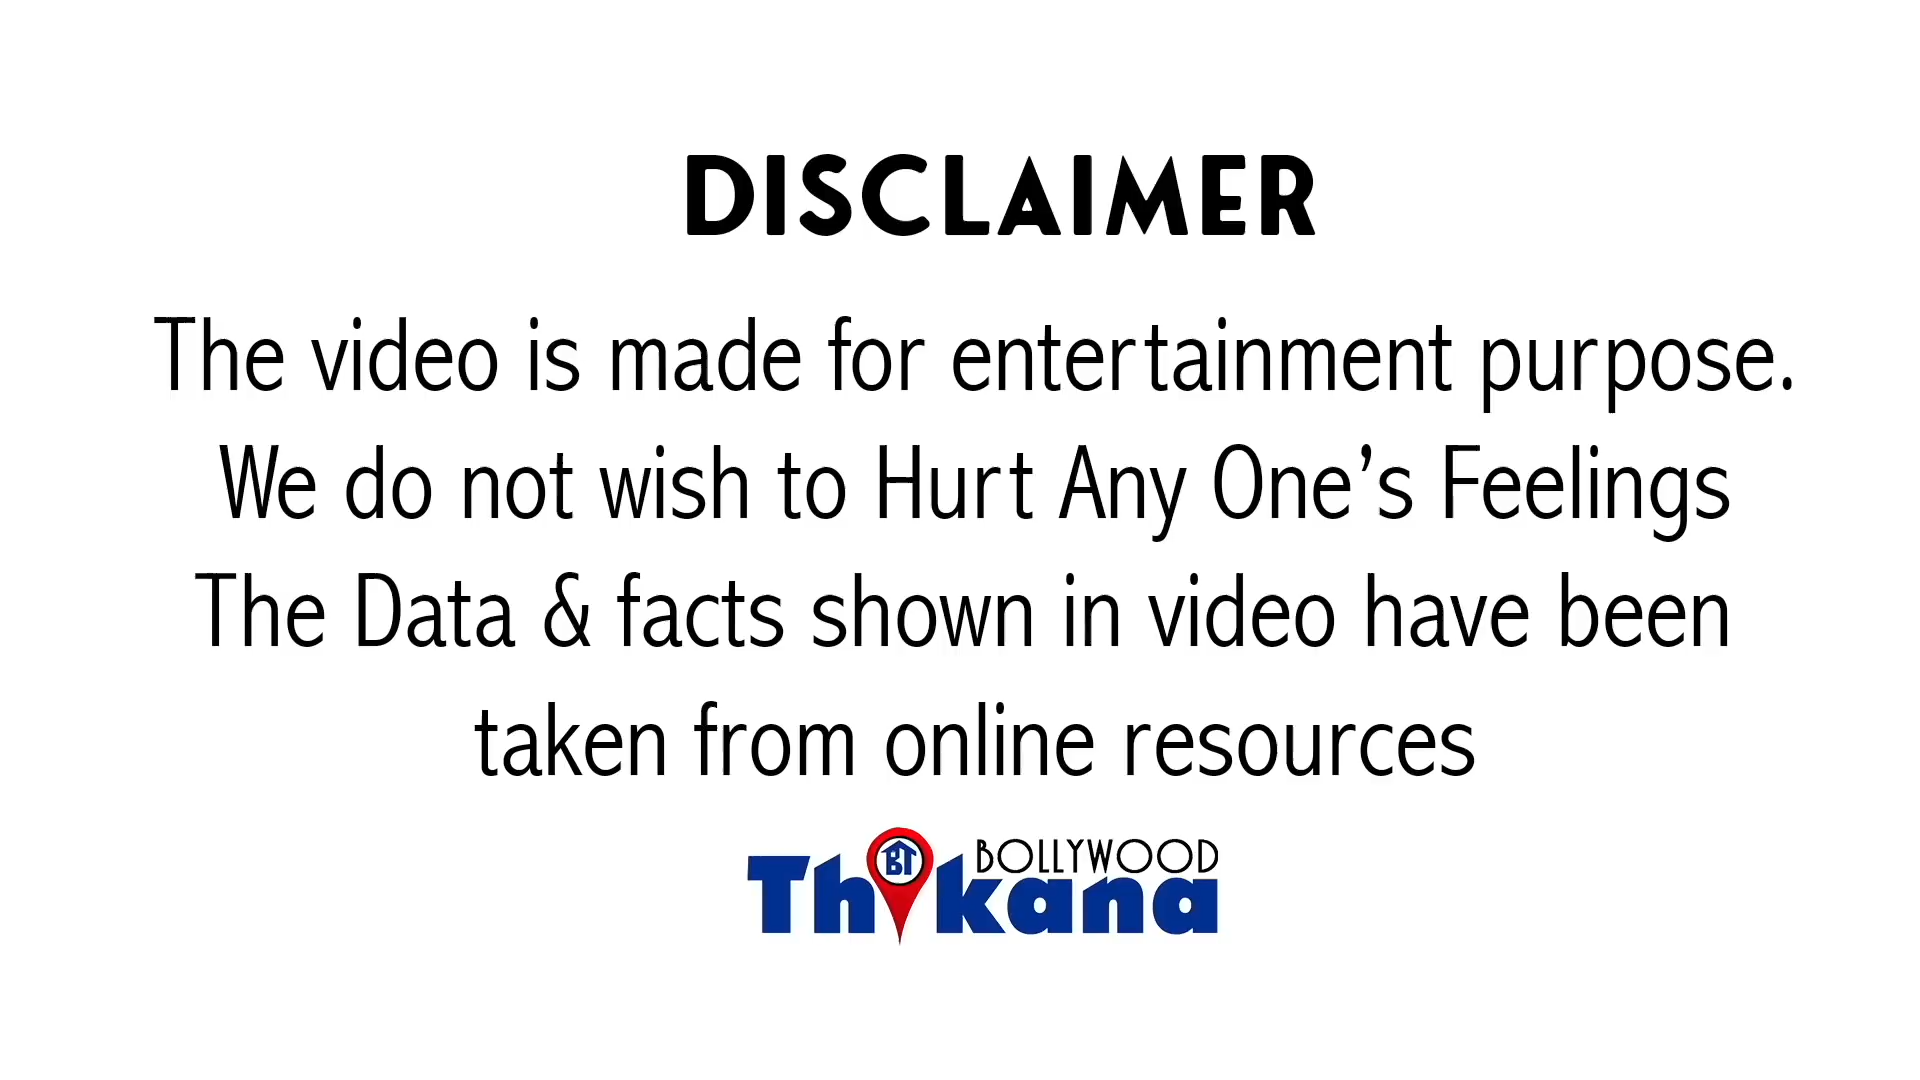 DISCLAIMER
The video is made for entertainment purpose.
We do not wish to Hurt Any One’s Feelings
The Data & facts shown in video have been
taken from online resources
BT
BOLLYWOOD
Thikana